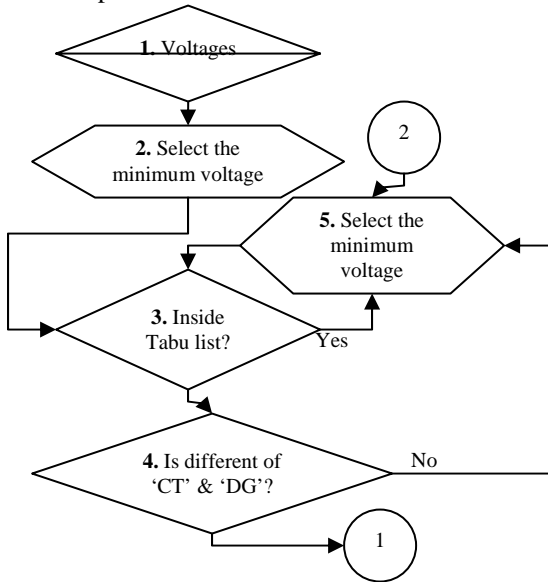 1. Voltages
2. Select the
minimum voltage
2
5. Select the
minimum
voltage
3. Inside
Tabu list?
Yes
4. Is different of
‘CT’ & ‘DG’?
No
1